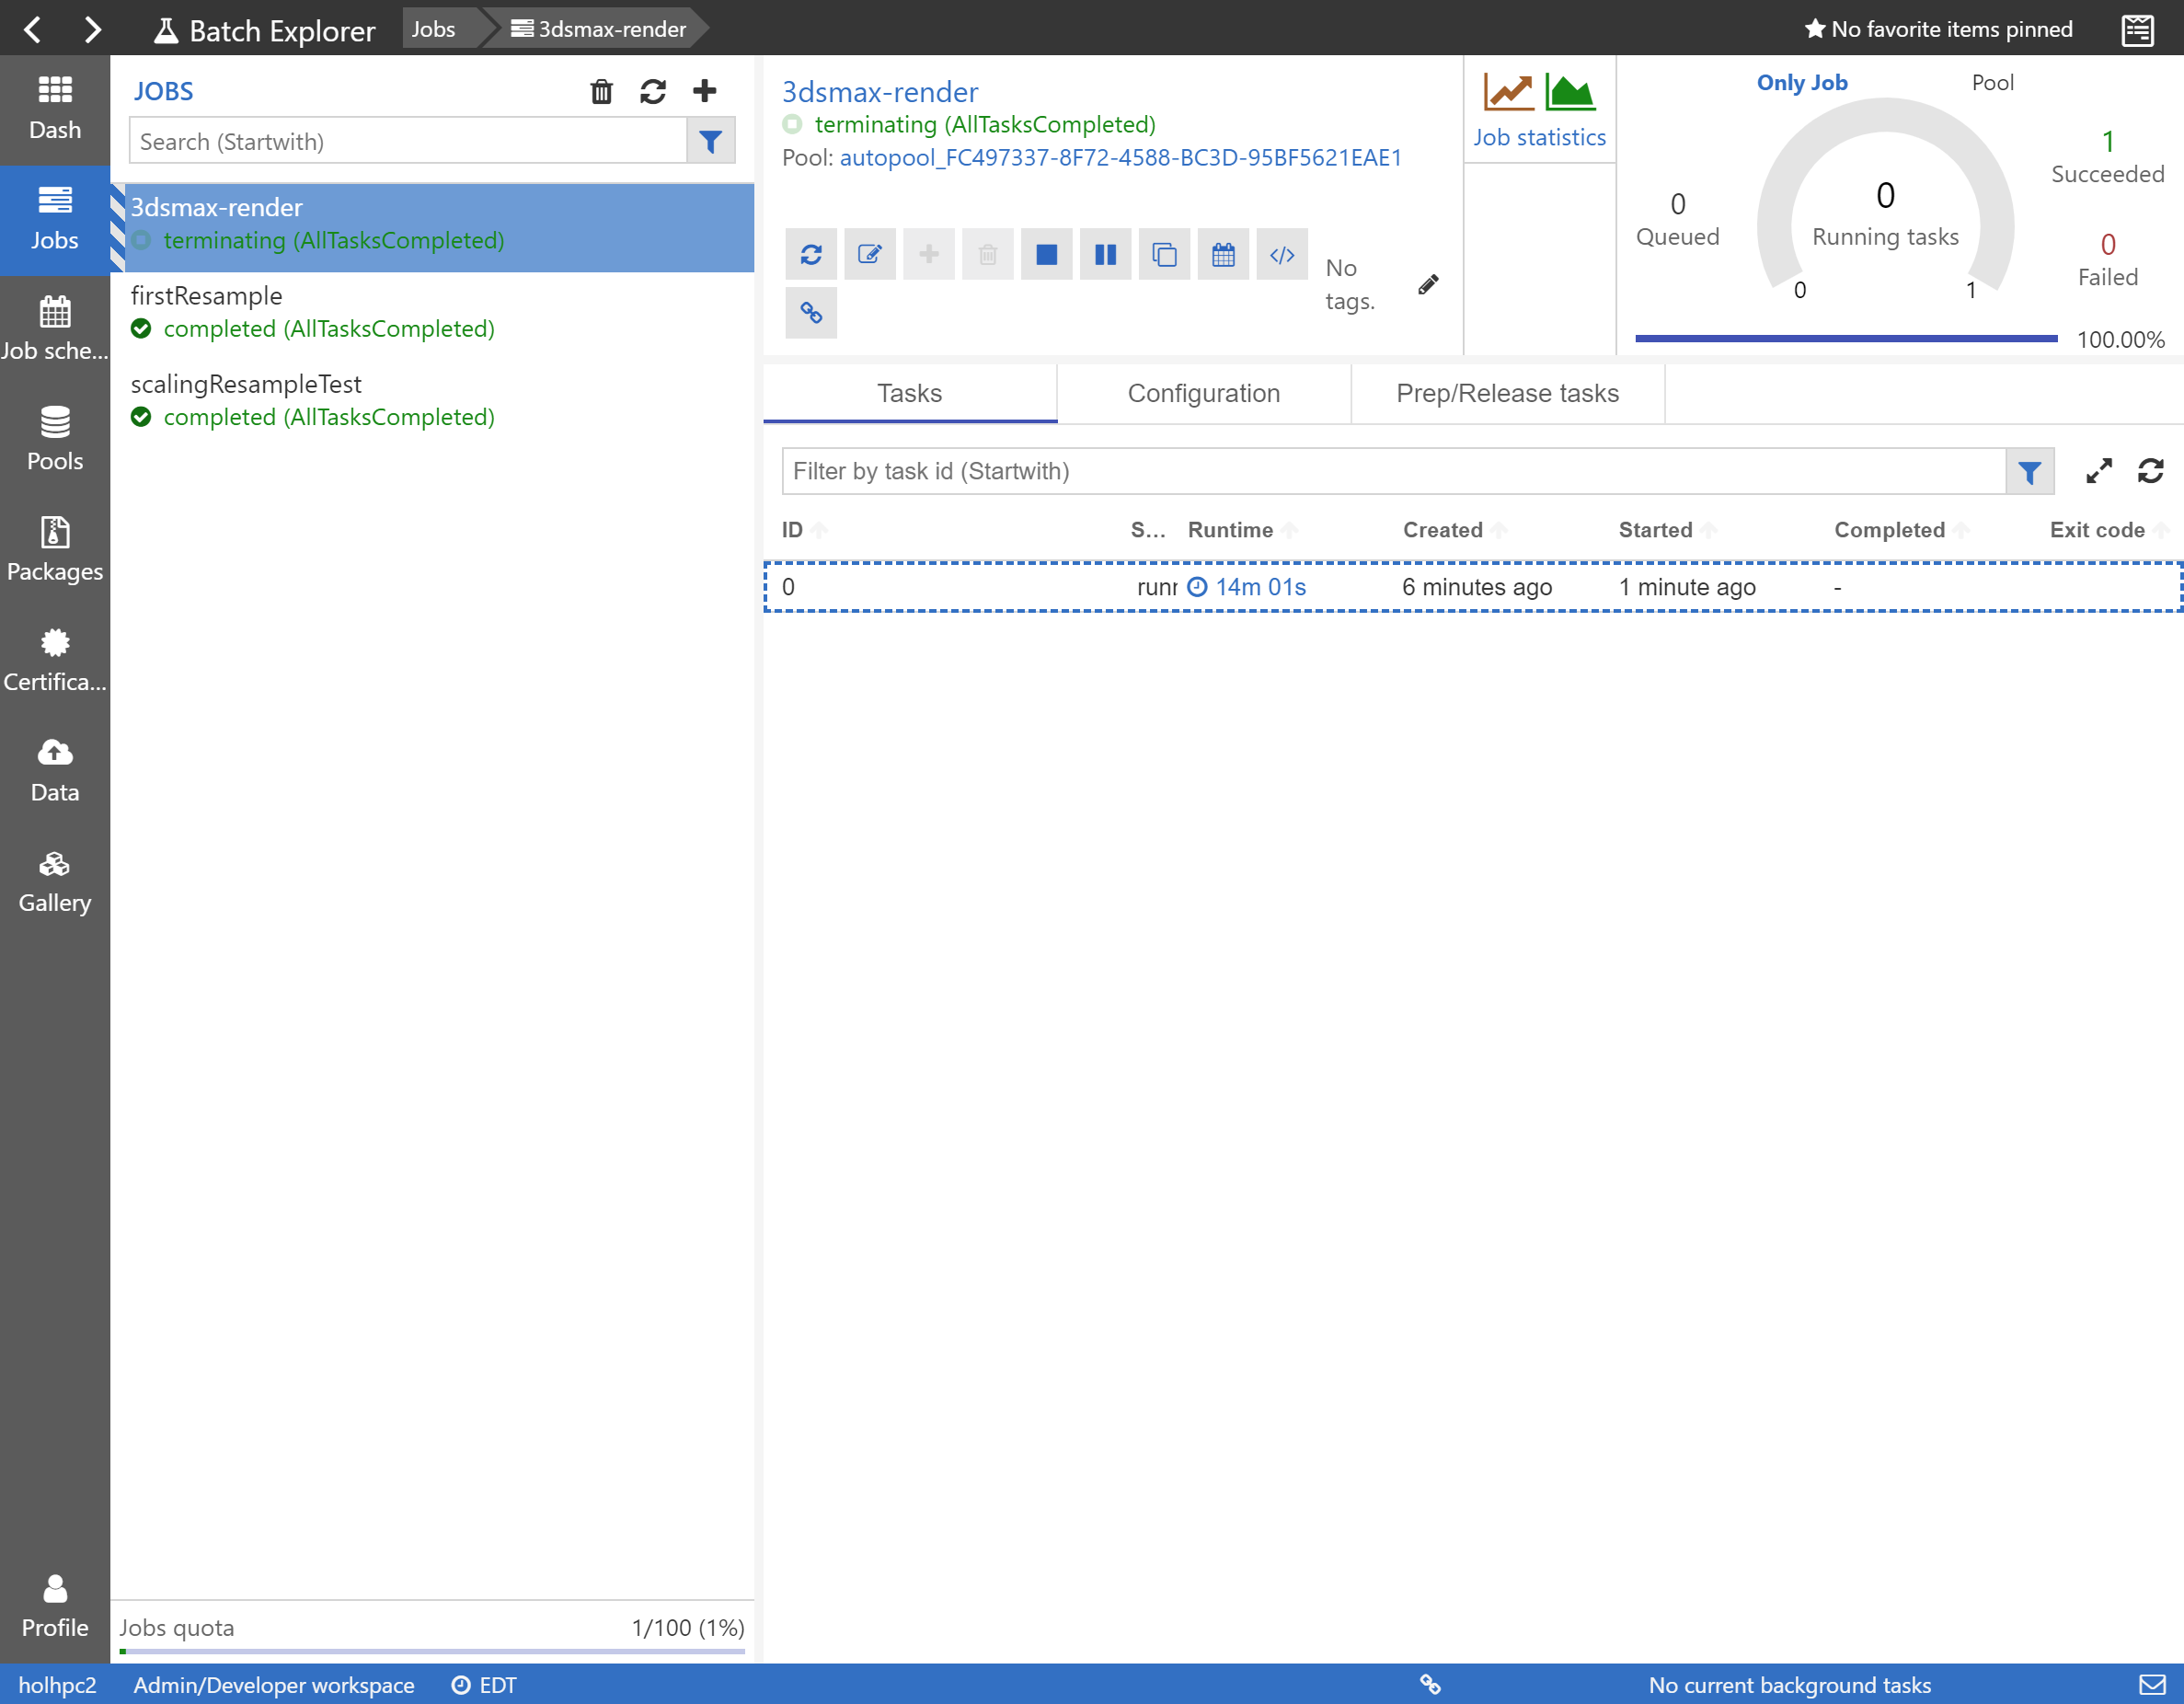 Batch Explorer
Jobs
3dsmax-render
No favorite items pinned
Dash
Jobs
Job sche...
Pools
Packages
Certifica...
Data
Gallery
Profile
JOBS
Search (Startwith)
3dsmax-render
terminating (AllTasksCompleted)
firstResample
completed (AllTasksCompleted)
scalingResampleTest
completed (AllTasksCompleted)
Jobs quota 1/100 (1%)
3dsmax-render
terminating (AllTasksCompleted)
Pool: autopool_FC497337-8F72-4588-BC3D-95BF5621EAE1
No
tags.
Job statistics
Only Job Pool
0
Queued
0
Running tasks
0 1
1
Succeeded
0
Failed
100.00%
Tasks Configuration Prep/Release tasks
Filter by task id (Startwith)
ID S... Runtime Created Started Completed Exit code
0 runr 14m 01s 6 minutes ago 1 minute ago -
holhpc2 Admin/Developer workspace EDT No current background tasks